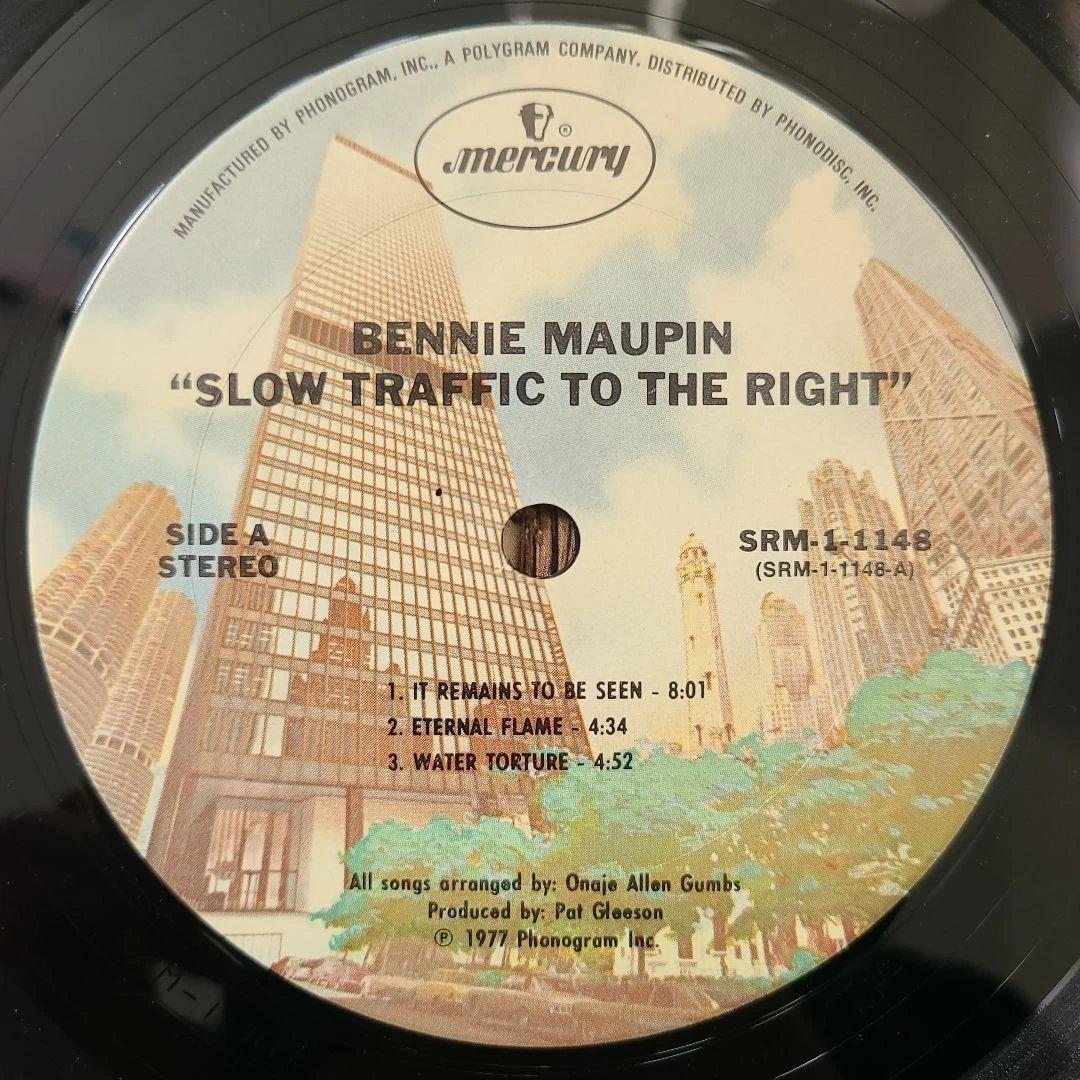 MANUFACTURED BY PHONOGRAM, INC., A POLYGRAM COMPANY. DISTRIBUTED BY PHONODISC, INC.
mercury ®
BENNIE MAUPIN
“SLOW TRAFFIC TO THE RIGHT”
SIDE A
STEREO
SRM-1-1148
(SRM-1-1148-A)
1. IT REMAINS TO BE SEEN - 8:01
2. ETERNAL FLAME - 4:34
3. WATER TORTURE - 4:52
All songs arranged by: Onaje Allen Gumbs
Produced by: Pat Gleeson
℗ 1977 Phonogram Inc.